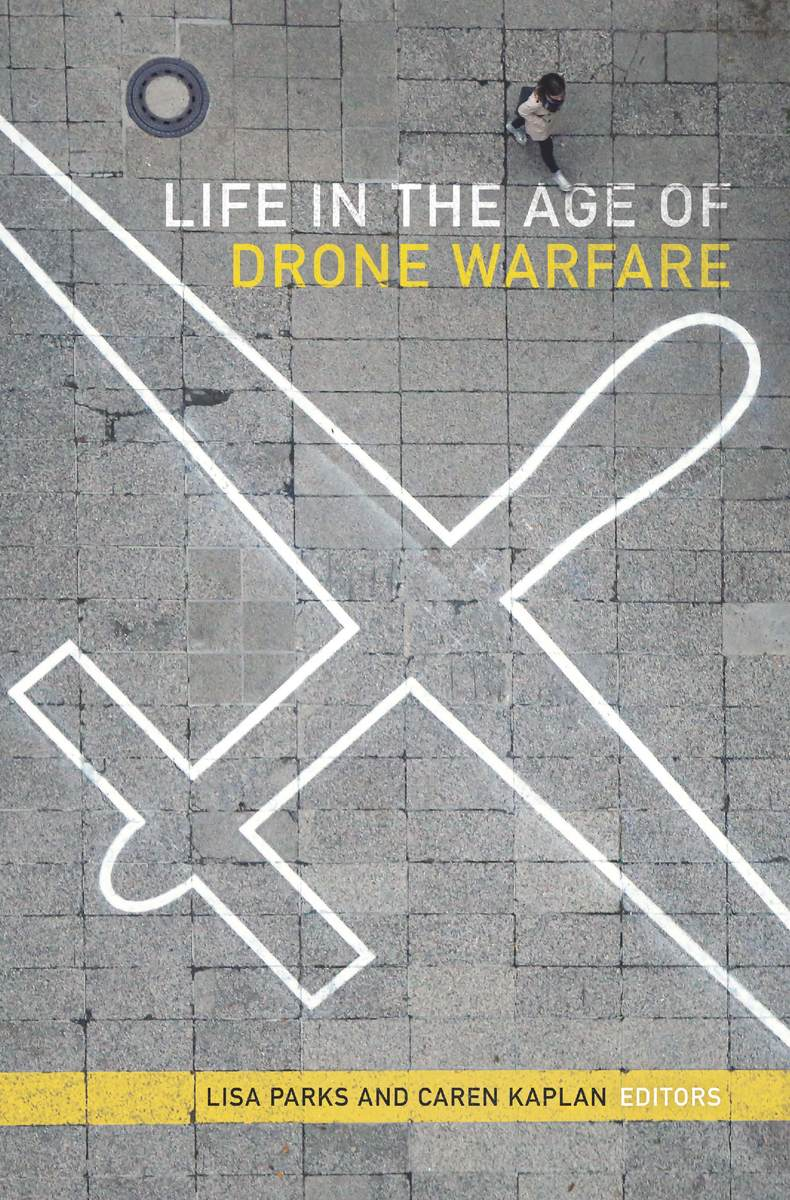 LIFE IN THE AGE OF
DRONE WARFARE
LISA PARKS AND CAREN KAPLAN EDITORS